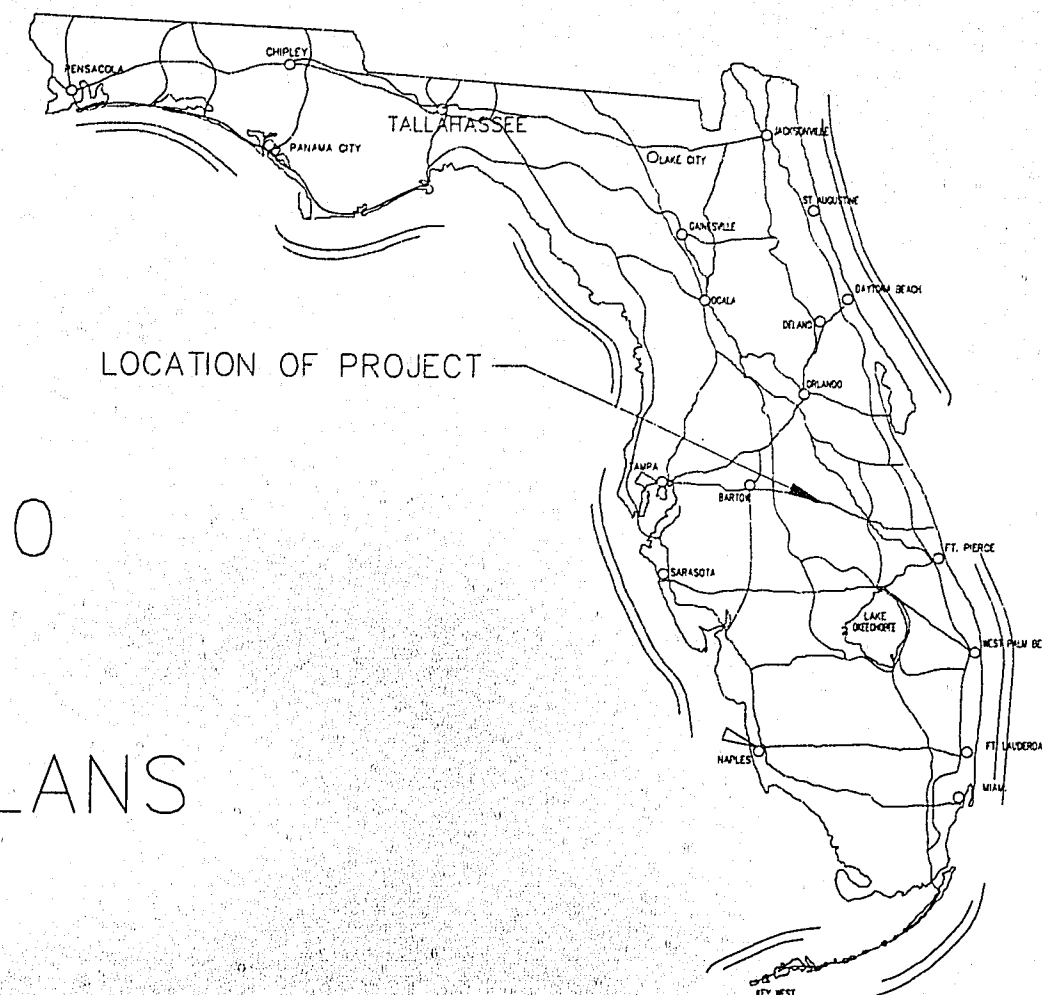 CHIPLEY
PENSACOLA
TALLAHASSEE
JACKSONVILLE
PANAMA CITY
LAKE CITY
ST. AUGUSTINE
GAINESVILLE
DAYTONA BEACH
OCALA
DELAND
LOCATION OF PROJECT
ORLANDO
TAMPA
BARTOW
O
FT. PIERCE
SARASOTA
LAKE
OKEECHOBEE
WEST PALM BE
FT. LAUDERDA
NAPLES
LANS
MIAMI
KEY WEST